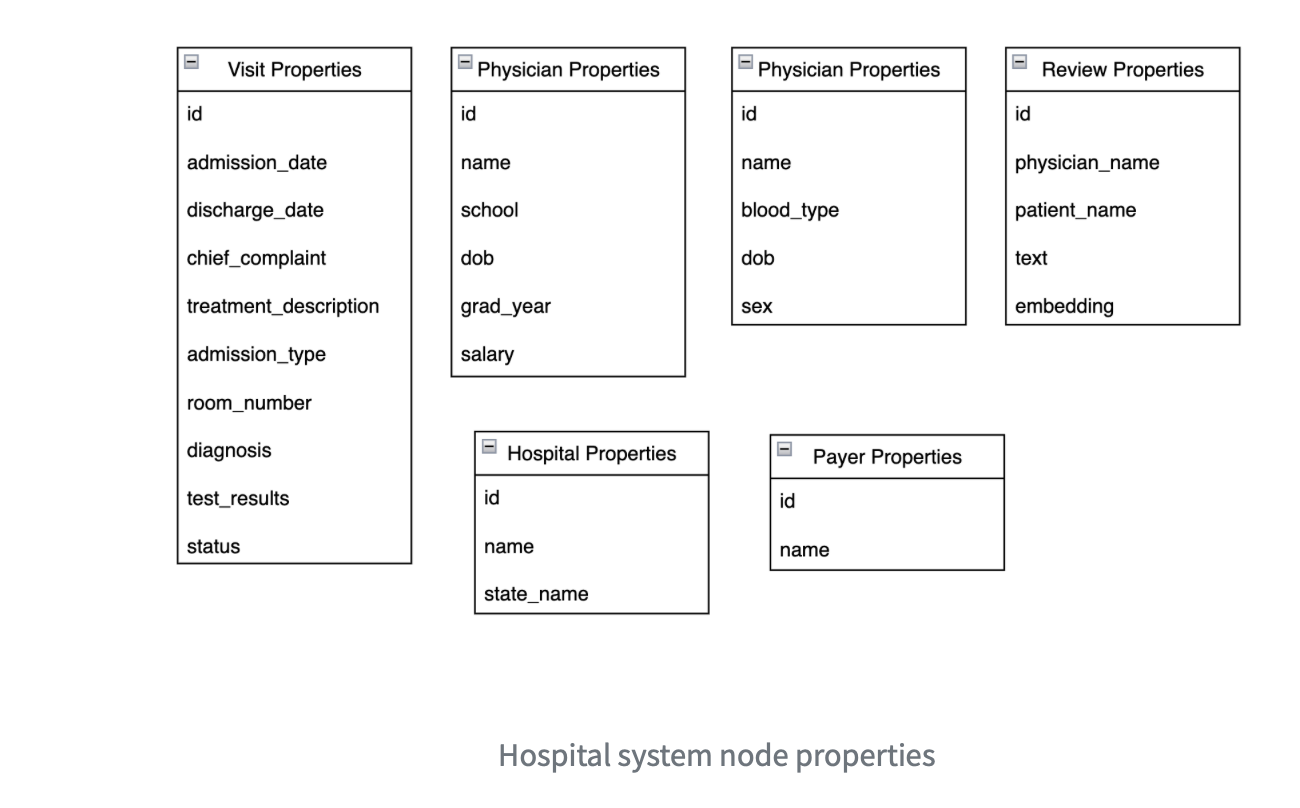 Visit Properties
id
admission_date
discharge_date
chief_complaint
treatment_description
admission_type
room_number
diagnosis
test_results
status
Physician Properties
id
name
school
dob
grad_year
salary
Physician Properties
id
name
blood_type
dob
sex
Review Properties
id
physician_name
patient_name
text
embedding
Hospital Properties
id
name
state_name
Payer Properties
id
name
Hospital system node properties